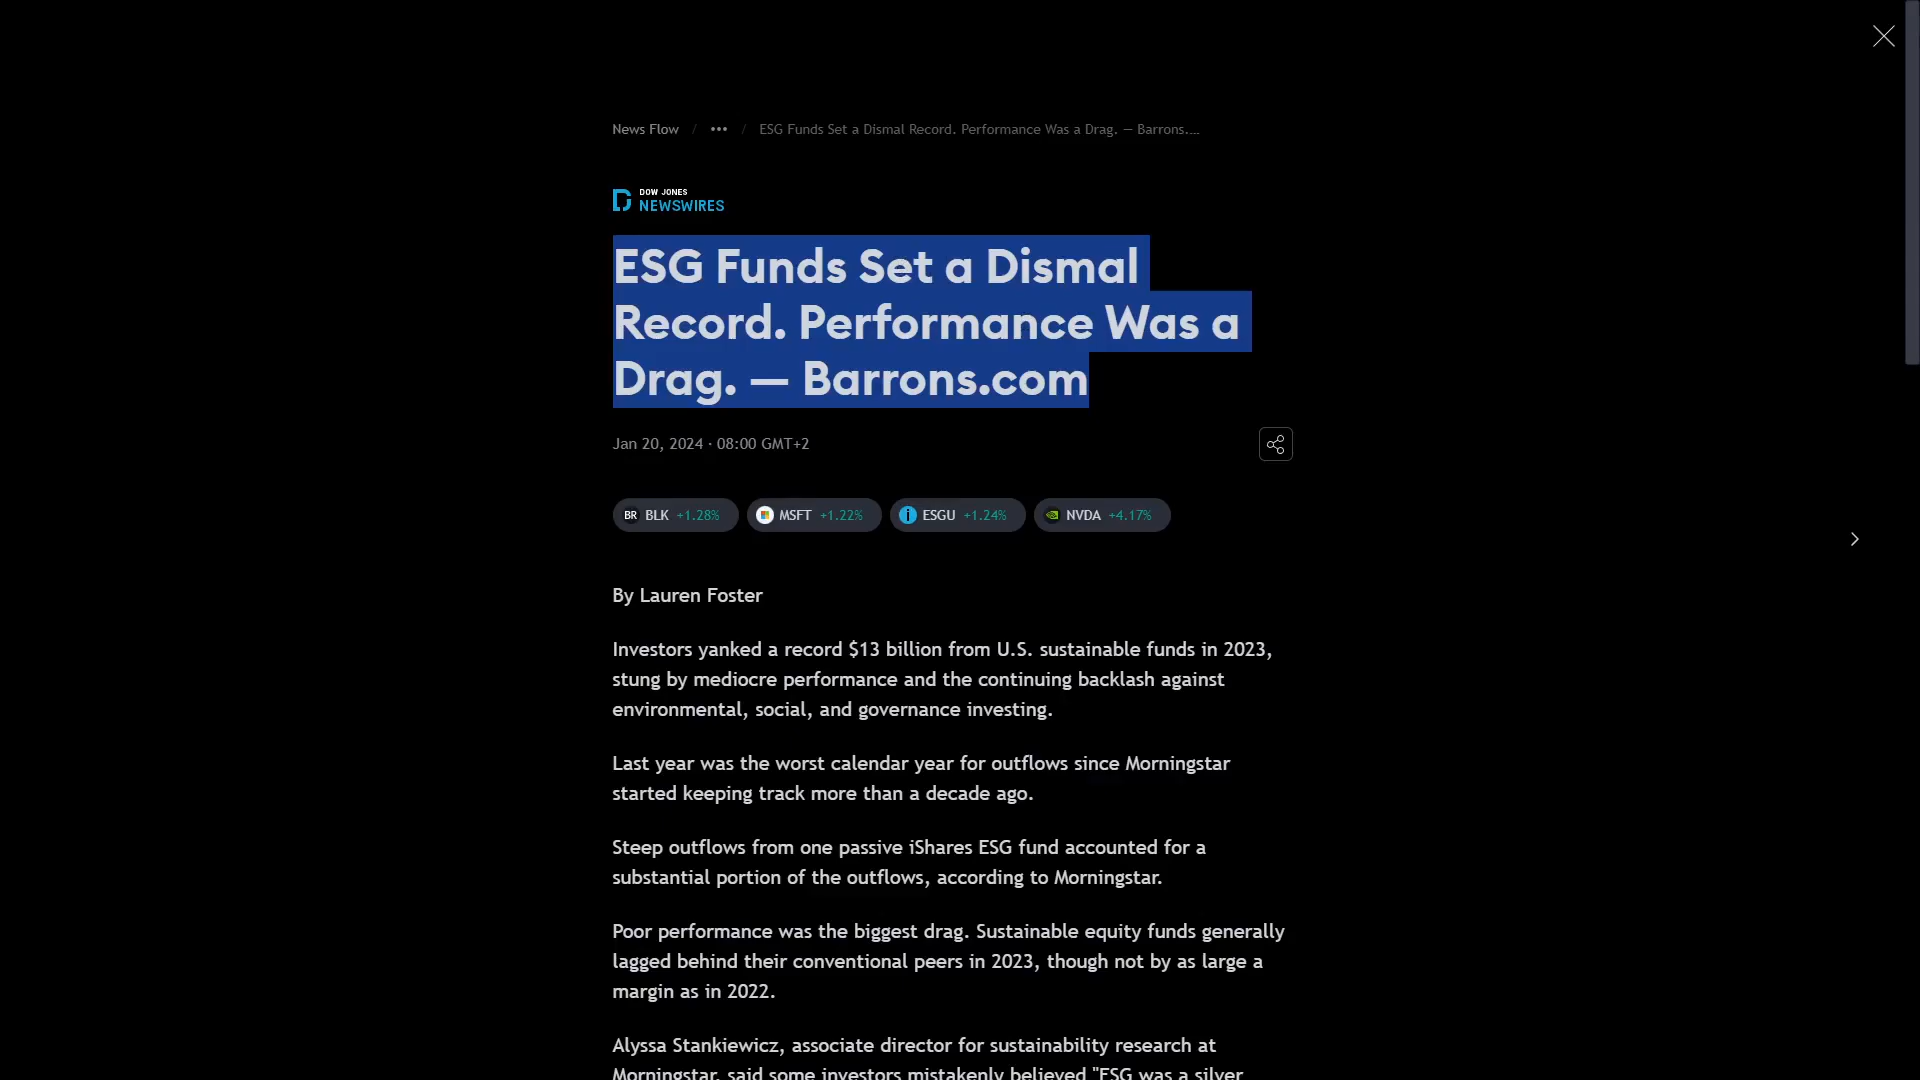 News Flow / ••• / ESG Funds Set a Dismal Record. Performance Was a Drag. — Barrons.…
DOW JONES
NEWSWIRES
ESG Funds Set a Dismal
Record. Performance Was a
Drag. — Barrons.com
Jan 20, 2024 · 08:00 GMT+2
BR BLK +1.28% MSFT +1.22% i ESGU +1.24% NVDA +4.17%
By Lauren Foster
Investors yanked a record $13 billion from U.S. sustainable funds in 2023,
stung by mediocre performance and the continuing backlash against
environmental, social, and governance investing.
Last year was the worst calendar year for outflows since Morningstar
started keeping track more than a decade ago.
Steep outflows from one passive iShares ESG fund accounted for a
substantial portion of the outflows, according to Morningstar.
Poor performance was the biggest drag. Sustainable equity funds generally
lagged behind their conventional peers in 2023, though not by as large a
margin as in 2022.
Alyssa Stankiewicz, associate director for sustainability research at
Morningstar, said some investors mistakenly believed "ESG was a silver